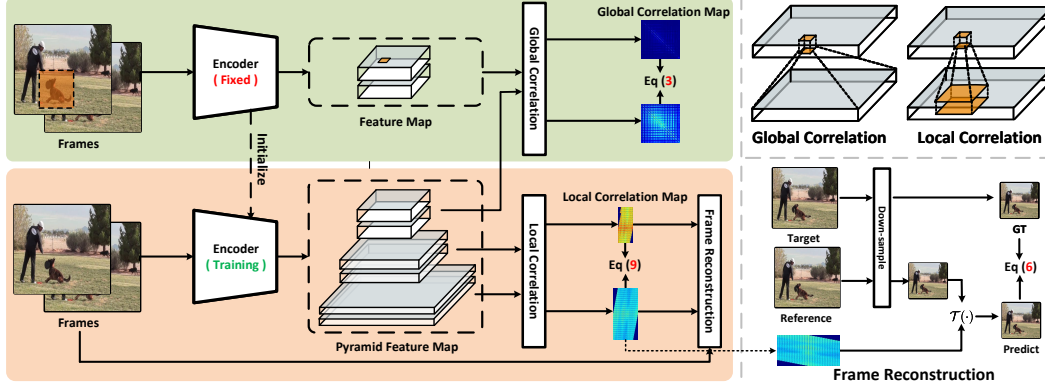 Frames
Encoder
( Fixed )
Feature Map
Global Correlation
Global Correlation Map
Eq (3)
Initialize
Frames
Encoder
( Training )
Pyramid Feature Map
Local Correlation
Local Correlation Map
Eq (9)
Frame Reconstruction
Global Correlation
Local Correlation
Target
Reference
Down-sample
GT
Eq (6)
𝒯(·)
Predict
Frame Reconstruction